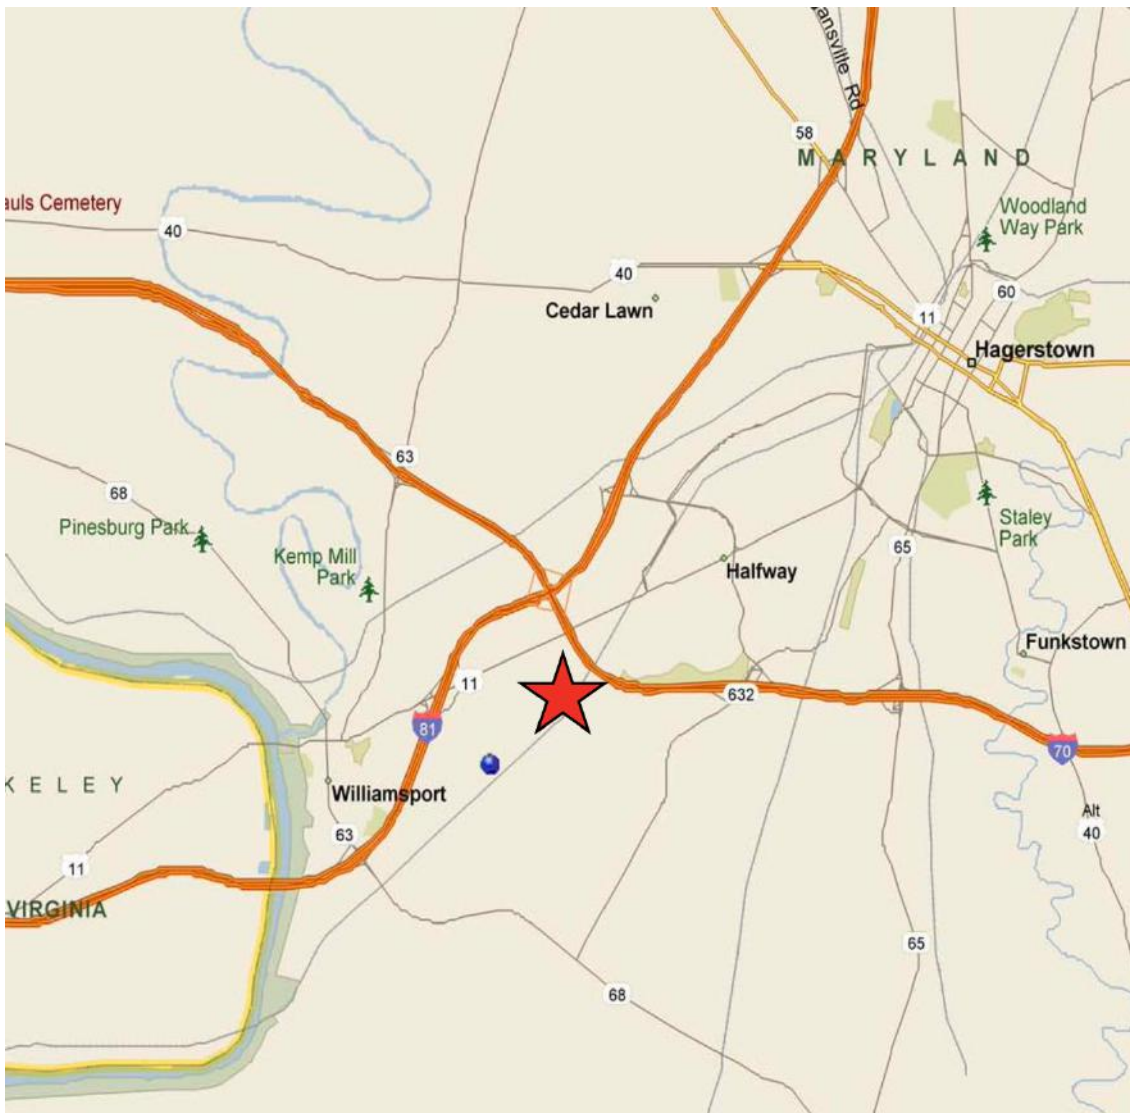 58
MARYLAND
auls Cemetery
40
Woodland
Way Park
40
60
Cedar Lawn
11
Hagerstown
63
68
Pinesburg Park
Kemp Mill
Park
Staley
Park
65
Halfway
Funkstown
11
632
81
70
KELEY
Williamsport
Alt
40
63
11
VIRGINIA
65
68